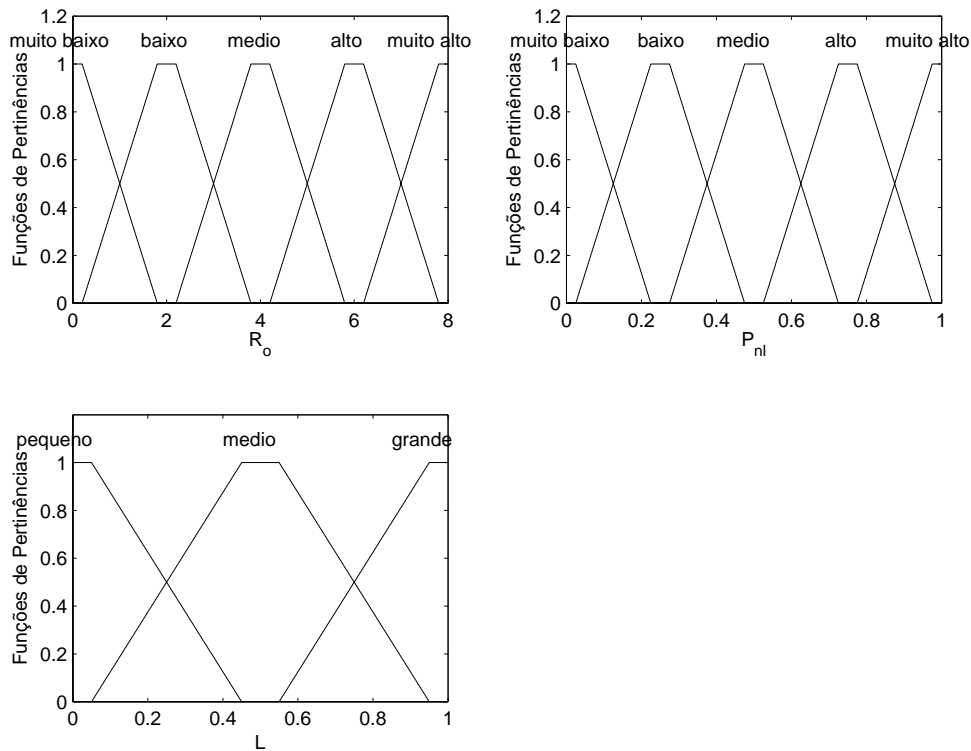 1.2
muito baixo baixo medio alto muito alto
1
0.8
0.6
0.4
0.2
0
Funções de Pertinências
0 2 4 6 8
R_o
1.2
muito baixo baixo medio alto muito alto
1
0.8
0.6
0.4
0.2
0
Funções de Pertinências
0 0.2 0.4 0.6 0.8 1
P_nl
pequeno medio grande
1
0.8
0.6
0.4
0.2
0
Funções de Pertinências
0 0.2 0.4 0.6 0.8 1
L